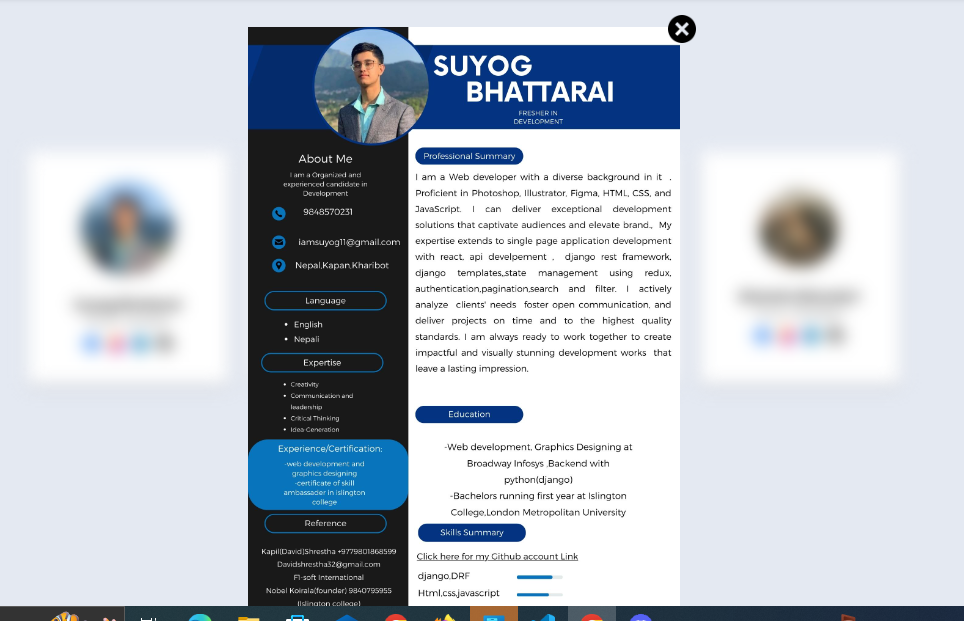 SUYOG
BHATTARAI
FRESHER IN
DEVELOPMENT
About Me
I am a Organized and
experienced candidate in
Development
9848570231
iamsuyog11@gmail.com
Nepal,Kapan,Kharibot
Language
• English
• Nepali
Expertise
• Creativity
• Communication and
leadership
• Critical Thinking
• Idea-Generation
Experience/Certification:
-web development and
graphics designing
-certificate of skill
ambassader in islington
college
Reference
Kapil(David)Shrestha +9779801868599
Davidshrestha32@gmail.com
F1-soft International
Nobel Koirala(founder) 9840795955
(Islington college)
Professional Summary
I am a Web developer with a diverse background in it .
Proficient in Photoshop, Illustrator, Figma, HTML, CSS, and
JavaScript. I can deliver exceptional development
solutions that captivate audiences and elevate brand., My
expertise extends to single page application development
with react, api develpement , django rest framework,
django templates,,state management using redux,
authentication,pagination,search and filter. I actively
analyze clients' needs foster open communication, and
deliver projects on time and to the highest quality
standards. I am always ready to work together to create
impactful and visually stunning development works that
leave a lasting impression.
Education
-Web development, Graphics Designing at
Broadway Infosys ,Backend with
python(django)
-Bachelors running first year at Islington
College,London Metropolitan University
Skills Summary
Click here for my Github account Link
django,DRF
Html,css,javascript